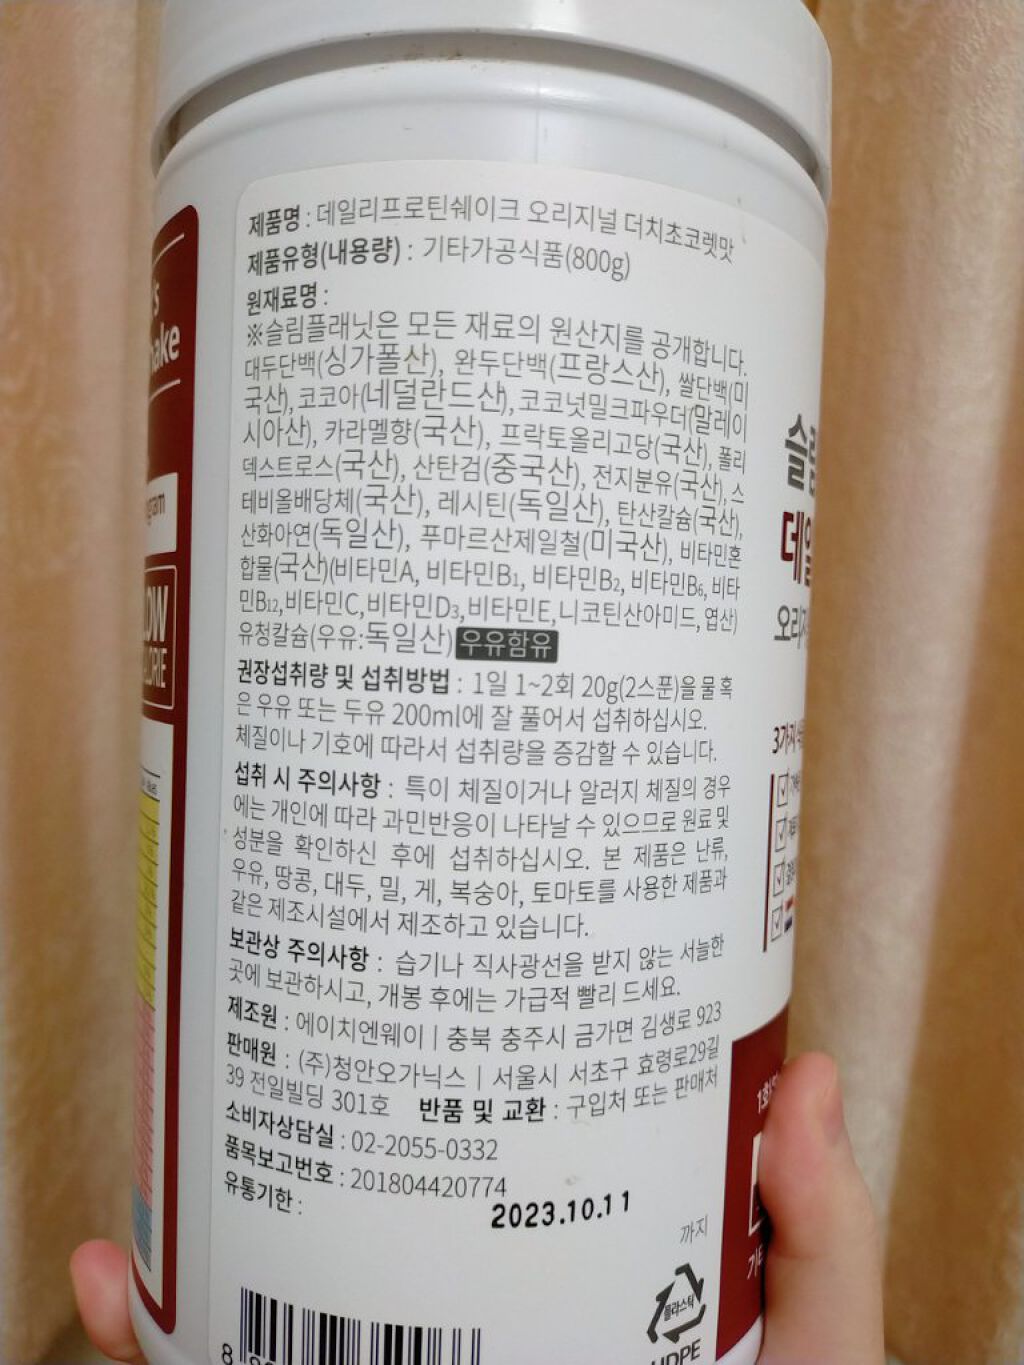 제품명 : 데일리프로틴쉐이크 오리지널 더치초코렛맛
제품유형(내용량) : 기타가공식품(800g)
원재료명 :
※슬림플래닛은 모든 재료의 원산지를 공개합니다.
대두단백(싱가폴산), 완두단백(프랑스산), 쌀단백(미
국산), 코코아(네덜란드산), 코코넛밀크파우더(말레이
시아산), 카라멜향(국산), 프락토올리고당(국산), 폴리
덱스트로스(국산), 산탄검(중국산), 전지분유(국산), 스
테비올배당체(국산), 레시틴(독일산), 탄산칼슘(국산),
산화아연(독일산), 푸마르산제일철(미국산), 비타민혼
합물(국산)(비타민A, 비타민B₁, 비타민B₂, 비타민B₆, 비타
민B₁₂,비타민C,비타민D₃,비타민E,니코틴산아미드, 엽산)
유청칼슘(우유:독일산) 우유함유
권장섭취량 및 섭취방법 : 1일 1~2회 20g(2스푼)을 물 혹
은 우유 또는 두유 200ml에 잘 풀어서 섭취하십시오.
체질이나 기호에 따라서 섭취량을 증감할 수 있습니다.
섭취 시 주의사항 : 특이 체질이거나 알러지 체질의 경우
에는 개인에 따라 과민반응이 나타날 수 있으므로 원료 및
성분을 확인하신 후에 섭취하십시오. 본 제품은 난류,
우유, 땅콩, 대두, 밀, 게, 복숭아, 토마토를 사용한 제품과
같은 제조시설에서 제조하고 있습니다.
보관상 주의사항 : 습기나 직사광선을 받지 않는 서늘한
곳에 보관하시고, 개봉 후에는 가급적 빨리 드세요.
제조원 : 에이치엔웨이 | 충북 충주시 금가면 김생로 923
판매원 : (주)청안오가닉스 | 서울시 서초구 효령로29길
39 전일빌딩 301호 반품 및 교환 : 구입처 또는 판매처
소비자상담실 : 02-2055-0332
품목보고번호 : 201804420774
유통기한 : 2023.10.11
까지
플라스틱
HDPE
LOW